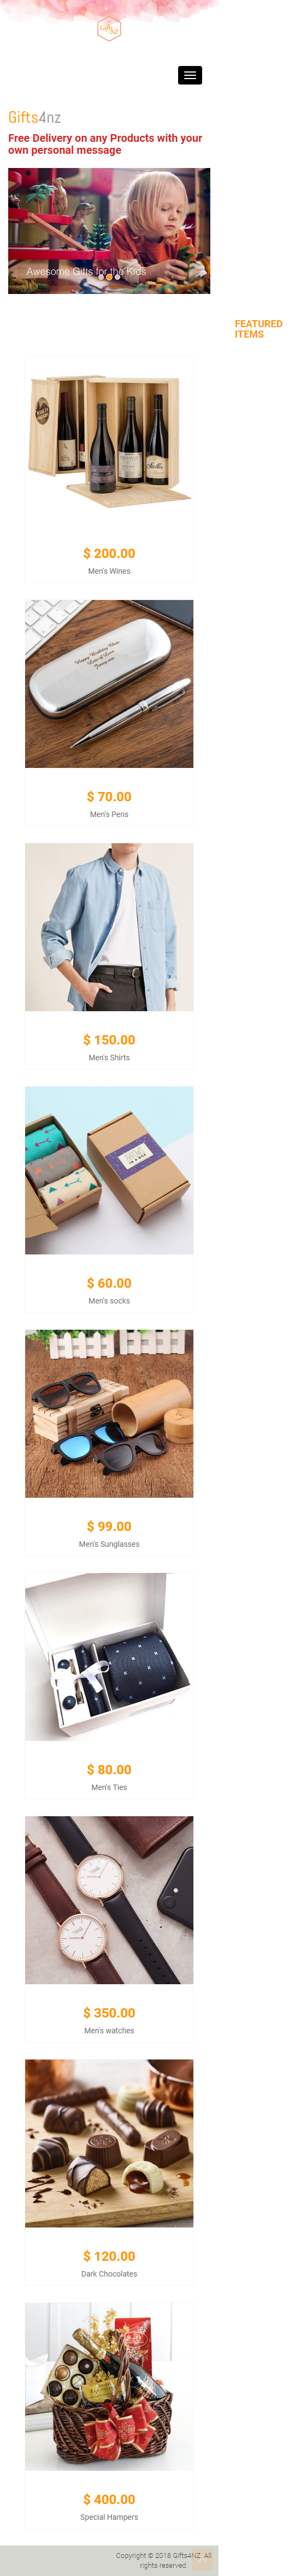 Gifts
NZ
Gifts4nz
Free Delivery on any Products with your
own personal message
Awesome Gifts for the Kids
FEATURED
ITEMS
$ 200.00
Men's Wines
$ 70.00
Men's Pens
$ 150.00
Men's Shirts
$ 60.00
Men's socks
$ 99.00
Men's Sunglasses
$ 80.00
Men's Ties
$ 350.00
Men's watches
$ 120.00
Dark Chocolates
$ 400.00
Special Hampers
Copyright © 2018 Gifts4NZ. All
rights reserved.